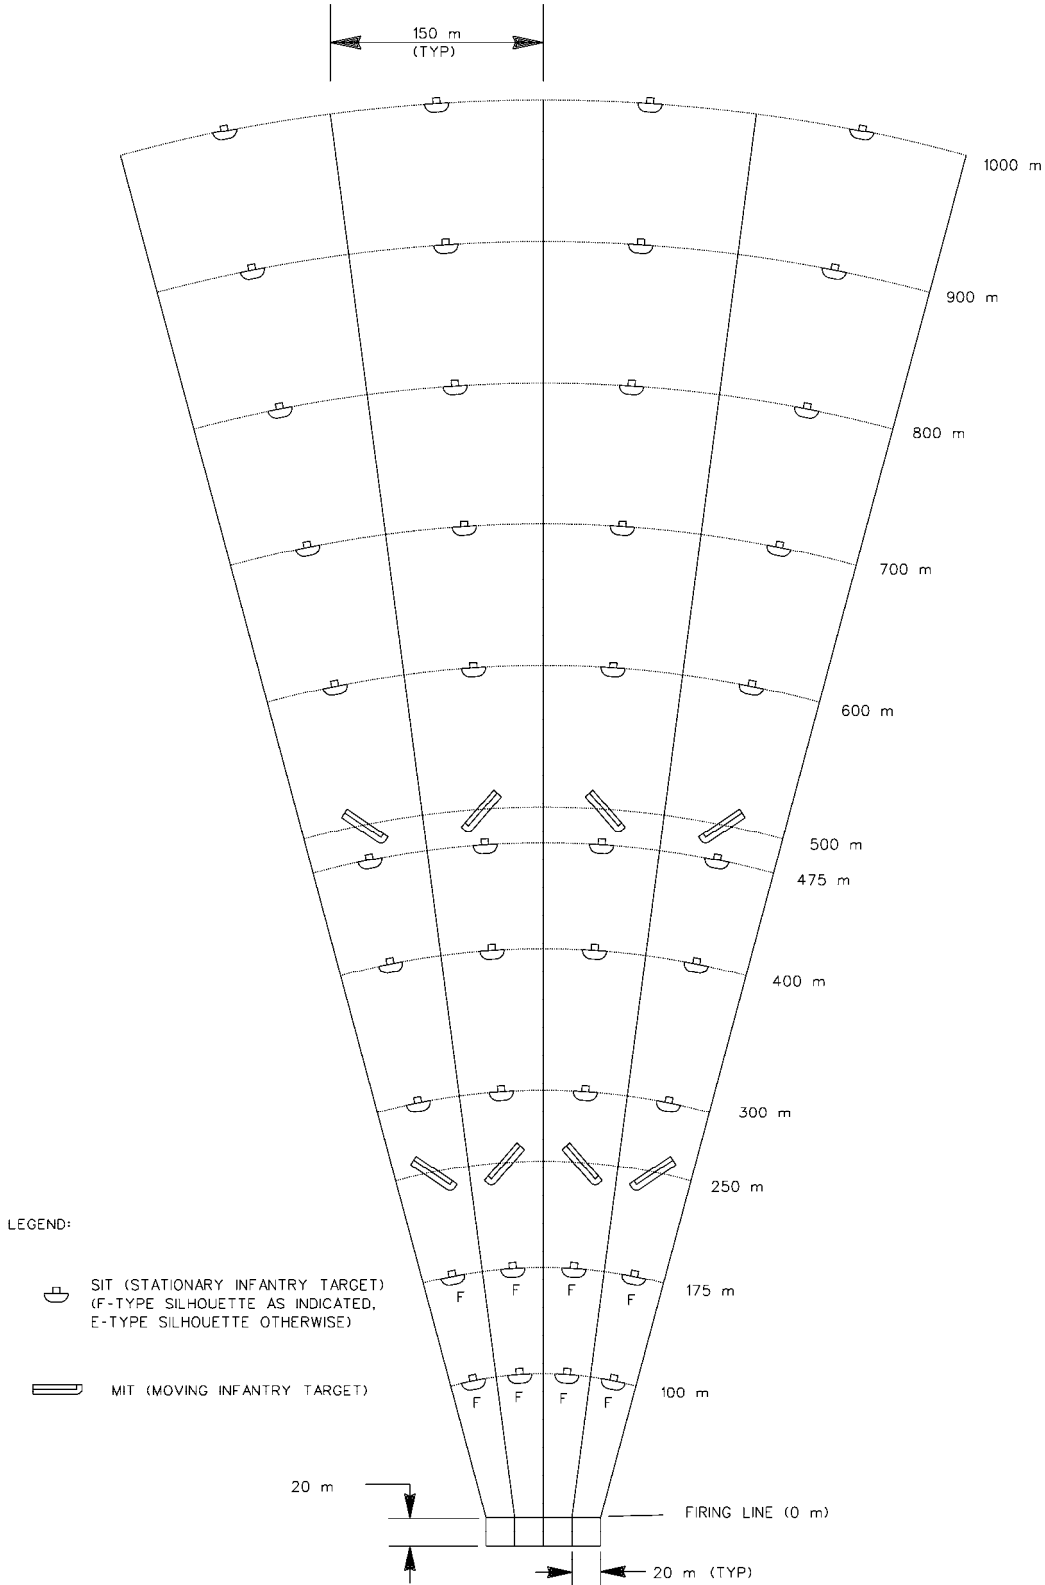 150 m
(TYP)
1000 m
900 m
800 m
700 m
600 m
500 m
475 m
400 m
300 m
250 m
LEGEND:
SIT (STATIONARY INFANTRY TARGET)
(F-TYPE SILHOUETTE AS INDICATED,
E-TYPE SILHOUETTE OTHERWISE)
F F F F
175 m
MIT (MOVING INFANTRY TARGET)
F F F F
100 m
20 m
FIRING LINE (0 m)
20 m (TYP)